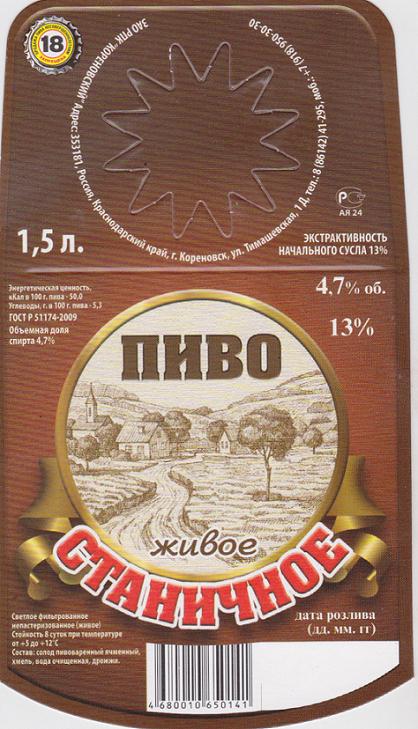 18
ЗАО РПК "КОРЕНОВСКИЙ" Адрес: 353181, Россия, Краснодарский край, г. Кореновск, ул. Тимашевская, 1 Д, тел.: 8 (86142) 41-295, моб.: +7 (918) 950-30-30
АЯ 24
1,5 л.
ЭКСТРАКТИВНОСТЬ
НАЧАЛЬНОГО СУСЛА 13%
Энергетическая ценность,
кКал в 100 г. пива - 50,0
Углеводы, г. в 100 г. пива - 5,3
ГОСТ Р 51174-2009
Объемная доля
спирта 4,7%
4,7% об.
13%
ПИВО
живое
СТАНИЧНОЕ
Светлое фильтрованное
непастеризованное (живое)
Стойкость 8 суток при температуре
от +5 до +12°С
Состав: солод пивоваренный ячменный,
хмель, вода очищенная, дрожжи.
дата розлива
(дд. мм. гг)
4 680010 650141